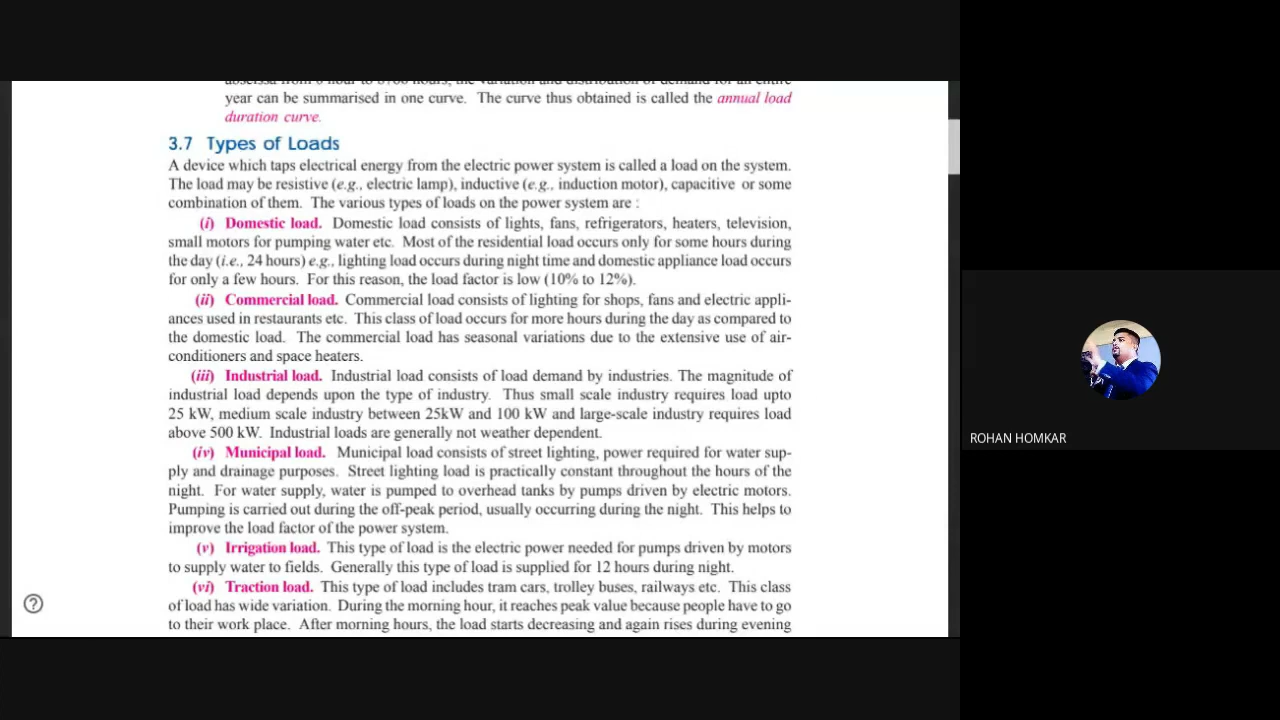 year can be summarised in one curve. The curve thus obtained is called the annual load
duration curve.
3.7 Types of Loads
A device which taps electrical energy from the electric power system is called a load on the system.
The load may be resistive (e.g., electric lamp), inductive (e.g., induction motor), capacitive or some
combination of them. The various types of loads on the power system are :
(i) Domestic load. Domestic load consists of lights, fans, refrigerators, heaters, television,
small motors for pumping water etc. Most of the residential load occurs only for some hours during
the day (i.e., 24 hours) e.g., lighting load occurs during night time and domestic appliance load occurs
for only a few hours. For this reason, the load factor is low (10% to 12%).
(ii) Commercial load. Commercial load consists of lighting for shops, fans and electric appli-
ances used in restaurants etc. This class of load occurs for more hours during the day as compared to
the domestic load. The commercial load has seasonal variations due to the extensive use of air-
conditioners and space heaters.
(iii) Industrial load. Industrial load consists of load demand by industries. The magnitude of
industrial load depends upon the type of industry. Thus small scale industry requires load upto
25 kW, medium scale industry between 25kW and 100 kW and large-scale industry requires load
above 500 kW. Industrial loads are generally not weather dependent.
(iv) Municipal load. Municipal load consists of street lighting, power required for water sup-
ply and drainage purposes. Street lighting load is practically constant throughout the hours of the
night. For water supply, water is pumped to overhead tanks by pumps driven by electric motors.
Pumping is carried out during the off-peak period, usually occurring during the night. This helps to
improve the load factor of the power system.
(v) Irrigation load. This type of load is the electric power needed for pumps driven by motors
to supply water to fields. Generally this type of load is supplied for 12 hours during night.
(vi) Traction load. This type of load includes tram cars, trolley buses, railways etc. This class
of load has wide variation. During the morning hour, it reaches peak value because people have to go
to their work place. After morning hours, the load starts decreasing and again rises during evening
ROHAN HOMKAR